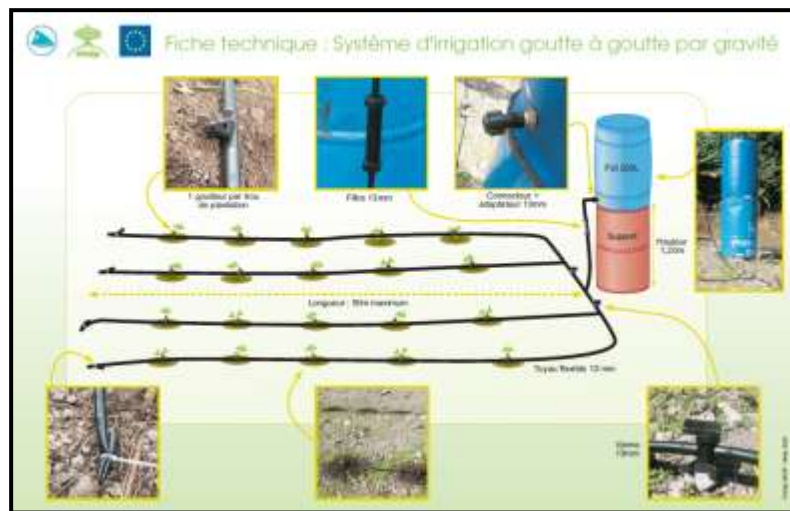 Fiche technique : Système d'irrigation goutte à goutte par gravité
1 goutteur par trou
de plantation
Filtre 13mm
Connecteur +
adaptateur 13mm
Fût 200L
Support
Hauteur
1,20m
Longueur : maximum
Tuyau flexible 13 mm
Vanne
13mm